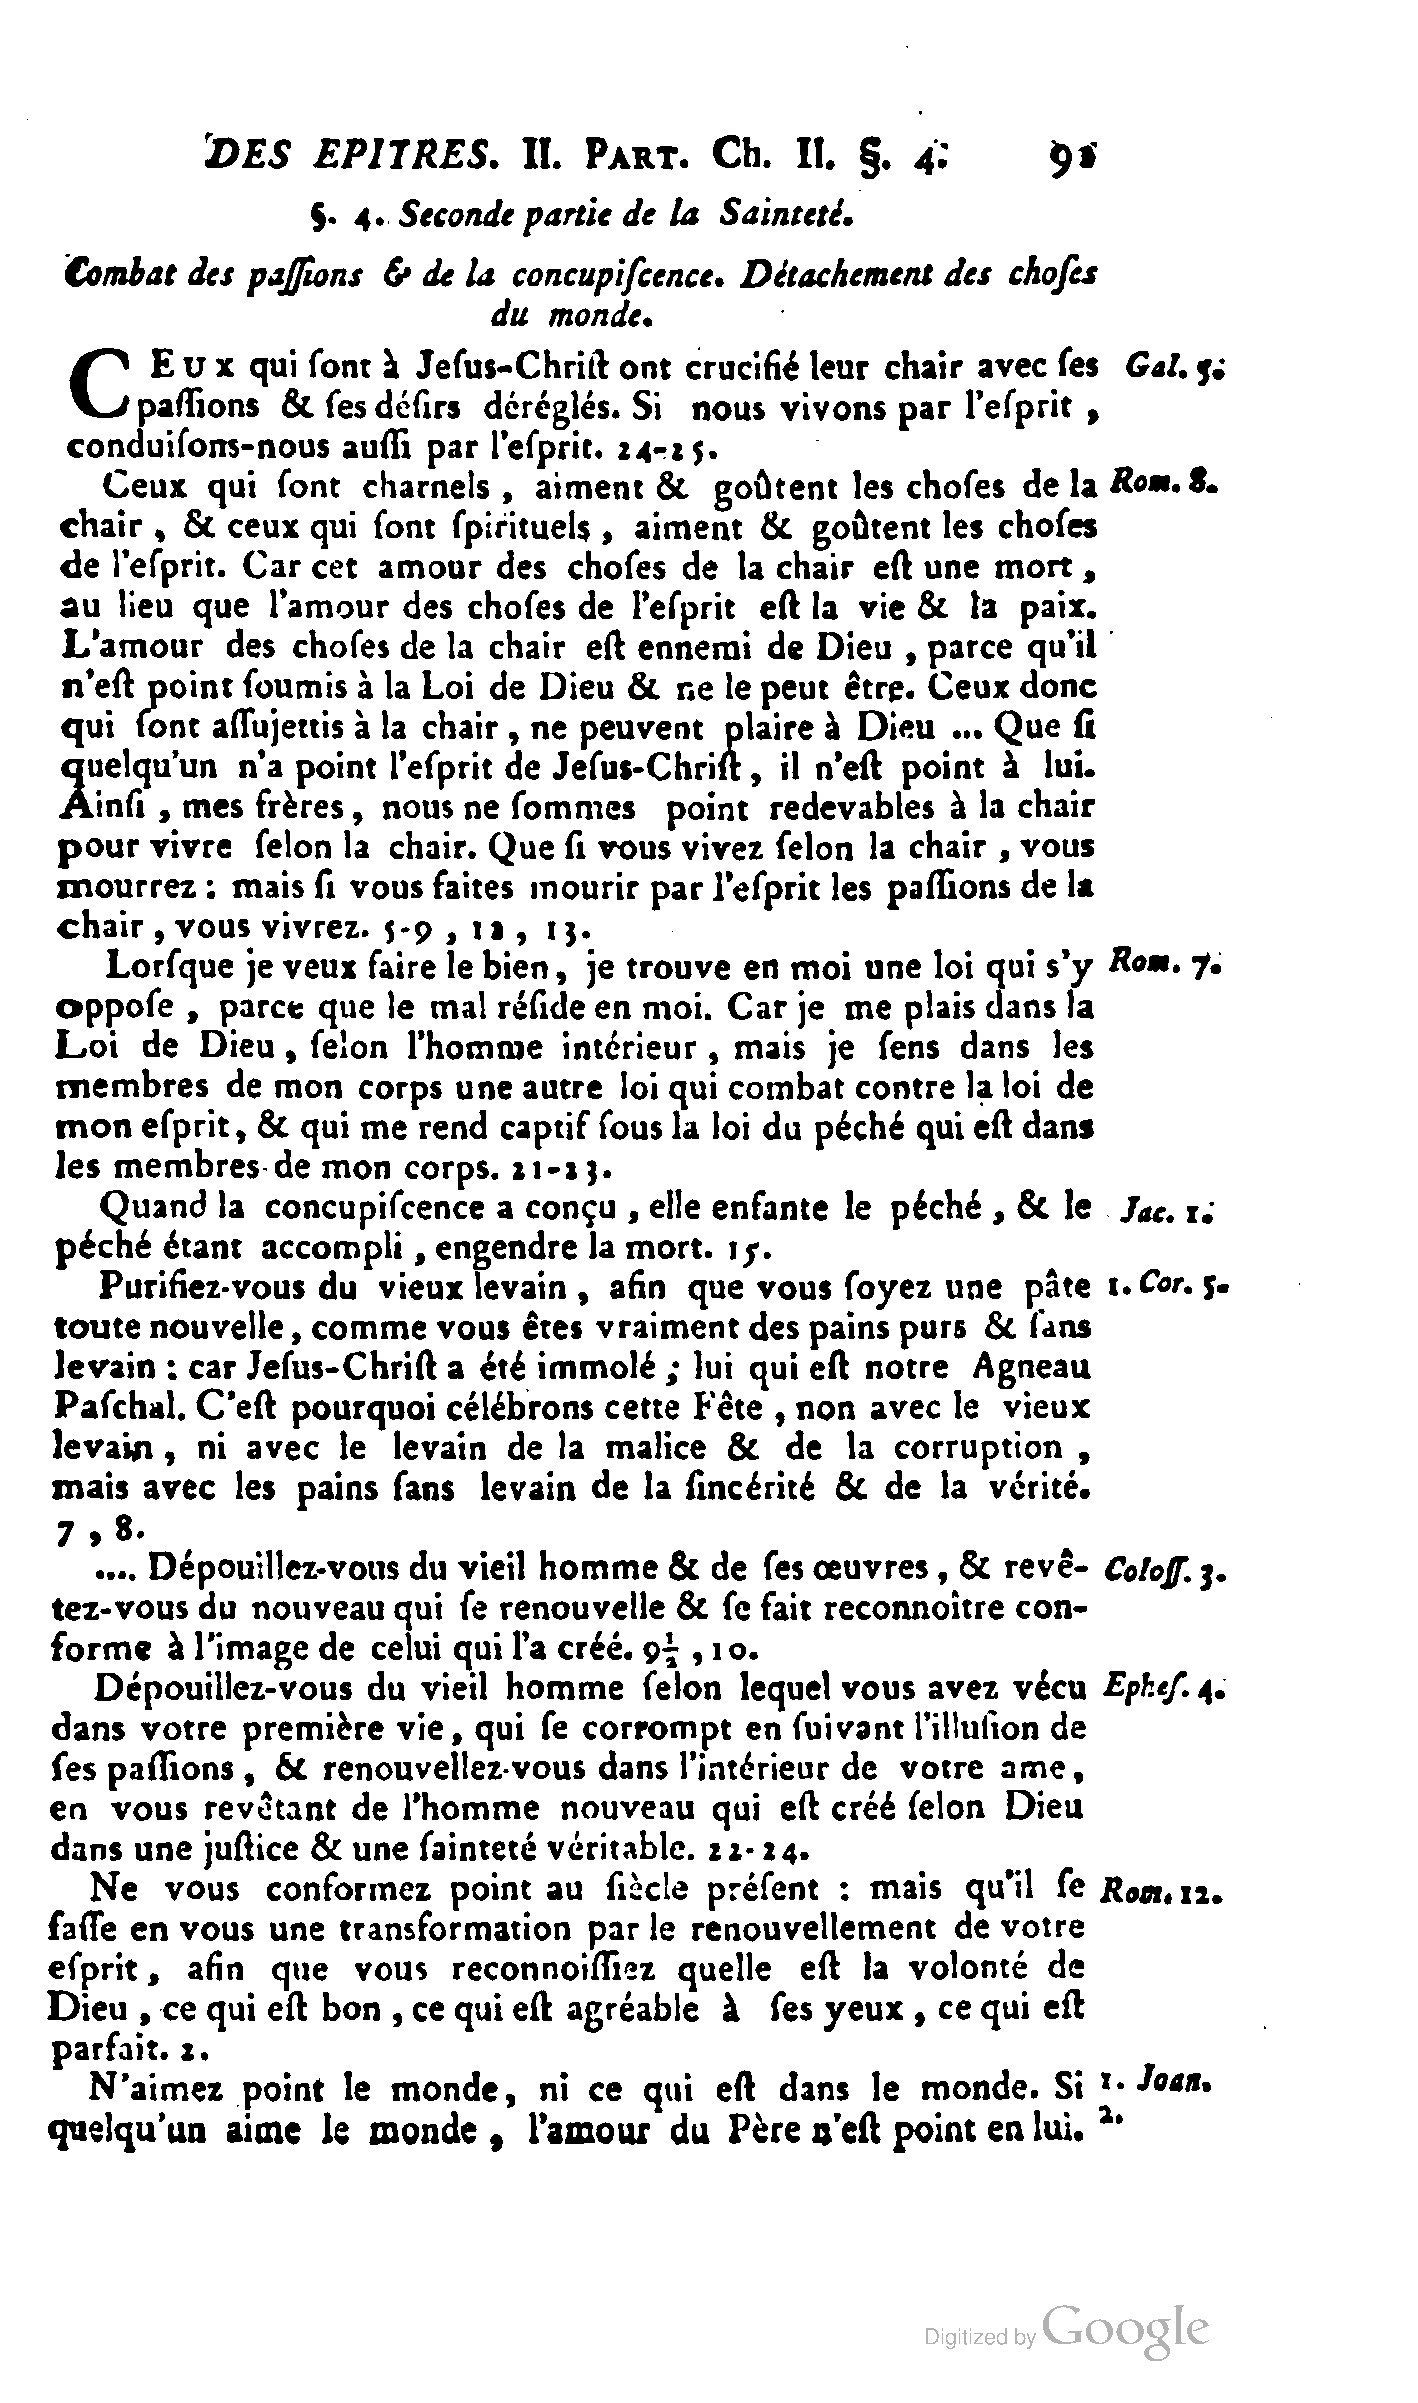 DES EPITRES. II. PART. Ch. II. §. 4.
§. 4. Seconde partie de la Sainteté.
Combat des paſſions & de la concupiſcence. Détachement des choſes
du monde.
CEUX qui ſont à Jeſus-Chriſt ont crucifié leur chair avec ſes Gal. 5.
paſſions & ſes déſirs déréglés. Si nous vivons par l'eſprit ,
conduiſons-nous auſſi par l'eſprit. 24-25.
Ceux qui ſont charnels , aiment & goûtent les choſes de la Rom. 8.
chair , & ceux qui ſont ſpirituels , aiment & goûtent les choſes
de l'eſprit. Car cet amour des choſes de la chair eſt une mort ,
au lieu que l'amour des choſes de l'eſprit eſt la vie & la paix.
L'amour des choſes de la chair eſt ennemi de Dieu , parce qu'il
n'eſt point ſoumis à la Loi de Dieu & ne le peut être. Ceux donc
qui ſont aſſujettis à la chair , ne peuvent plaire à Dieu ... Que ſi
quelqu'un n'a point l'eſprit de Jeſus-Chriſt , il n'eſt point à lui.
Ainſi , mes frères , nous ne ſommes point redevables à la chair
pour vivre ſelon la chair. Que ſi vous vivez ſelon la chair , vous
mourrez : mais ſi vous faites mourir par l'eſprit les paſſions de la
chair , vous vivrez. 5-9 , 12 , 13.
Lorſque je veux faire le bien , je trouve en moi une loi qui s'y Rom. 7.
oppoſe , parce que le mal réſide en moi. Car je me plais dans la
Loi de Dieu , ſelon l'homme intérieur , mais je ſens dans les
membres de mon corps une autre loi qui combat contre la loi de
mon eſprit , & qui me rend captif ſous la loi du péché qui eſt dans
les membres de mon corps. 21-23.
Quand la concupiſcence a conçu , elle enfante le péché , & le Jac. 1.
péché étant accompli , engendre la mort. 15.
Purifiez-vous du vieux levain , afin que vous ſoyez une pâte 1. Cor. 5.
toute nouvelle , comme vous êtes vraiment des pains purs & ſans
levain : car Jeſus-Chriſt a été immolé ; lui qui eſt notre Agneau
Paſchal. C'eſt pourquoi célébrons cette Fête , non avec le vieux
levain , ni avec le levain de la malice & de la corruption ,
mais avec les pains ſans levain de la ſincérité & de la vérité.
7 , 8.
.... Dépouillez-vous du vieil homme & de ſes œuvres , & revê- Coloſſ. 3.
tez-vous du nouveau qui ſe renouvelle & ſe fait reconnoître con-
forme à l'image de celui qui l'a créé. 9½ , 10.
Dépouillez-vous du vieil homme ſelon lequel vous avez vécu Epheſ. 4.
dans votre première vie , qui ſe corrompt en ſuivant l'illuſion de
ſes paſſions , & renouvellez-vous dans l'intérieur de votre ame ,
en vous revêtant de l'homme nouveau qui eſt créé ſelon Dieu
dans une juſtice & une ſainteté véritable. 22-24.
Ne vous conformez point au ſiècle préſent : mais qu'il ſe Rom. 12.
faſſe en vous une transformation par le renouvellement de votre
eſprit , afin que vous reconnoiſſiez quelle eſt la volonté de
Dieu , ce qui eſt bon , ce qui eſt agréable à ſes yeux , ce qui eſt
parfait. 2.
N'aimez point le monde , ni ce qui eſt dans le monde. Si 1. Joan.
quelqu'un aime le monde , l'amour du Père n'eſt point en lui. 2.
Digitized by Google